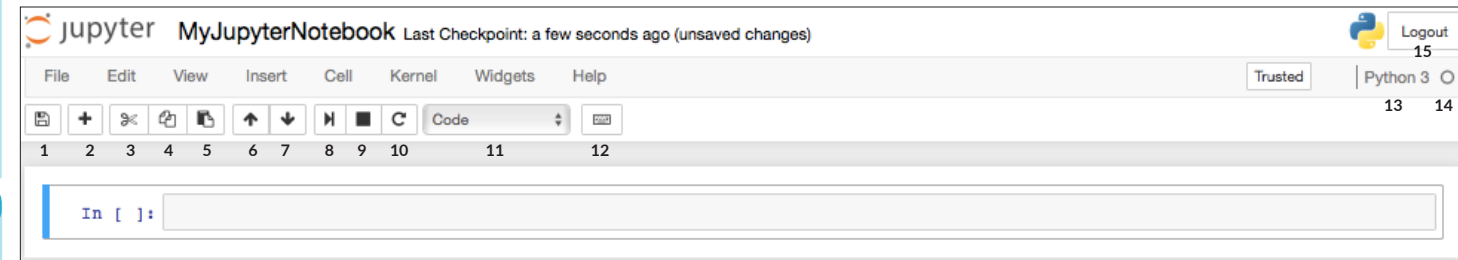 jupyter MyJupyterNotebook Last Checkpoint: a few seconds ago (unsaved changes) Logout
15
File Edit View Insert Cell Kernel Widgets Help Trusted Python 3
13 14
Code
1 2 3 4 5 6 7 8 9 10 11 12
In [ ]: